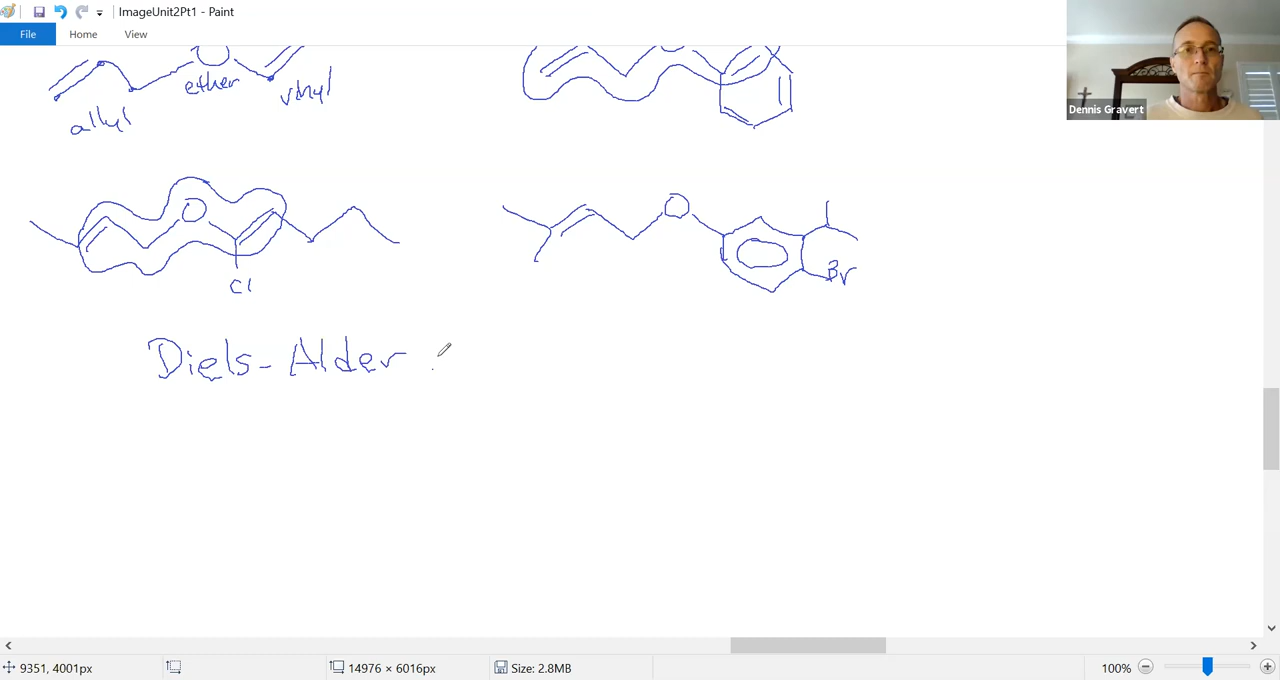 ImageUnit2Pt1 - Paint
File Home View
Dennis Gravert
ether
vinyl
allyl
O
O
Cl
Br
Diels-Alder
9351, 4001px
14976 × 6016px
Size: 2.8MB
100%